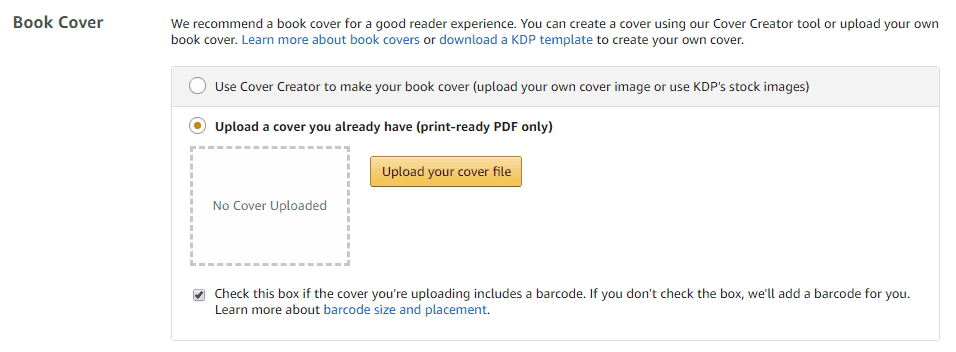 Book Cover
We recommend a book cover for a good reader experience. You can create a cover using our Cover Creator tool or upload your own
book cover. Learn more about book covers or download a KDP template to create your own cover.
Use Cover Creator to make your book cover (upload your own cover image or use KDP's stock images)
Upload a cover you already have (print-ready PDF only)
Upload your cover file
No Cover Uploaded
Check this box if the cover you're uploading includes a barcode. If you don't check the box, we'll add a barcode for you.
Learn more about barcode size and placement.